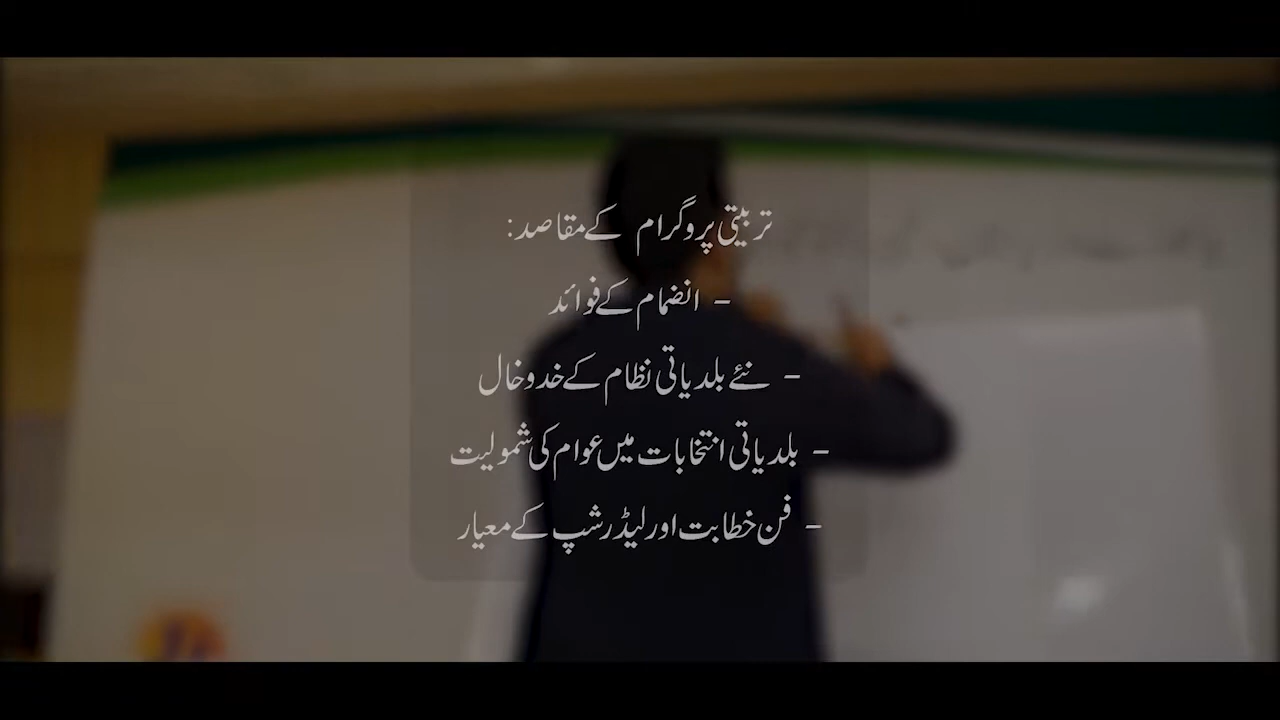 تربیتی پروگرام کے مقاصد:
- انضمام کے فوائد
- نئے بلدیاتی نظام کے خدوخال
- بلدیاتی انتخابات میں عوام کی شمولیت
- فن خطابت اور لیڈرشپ کے معیار